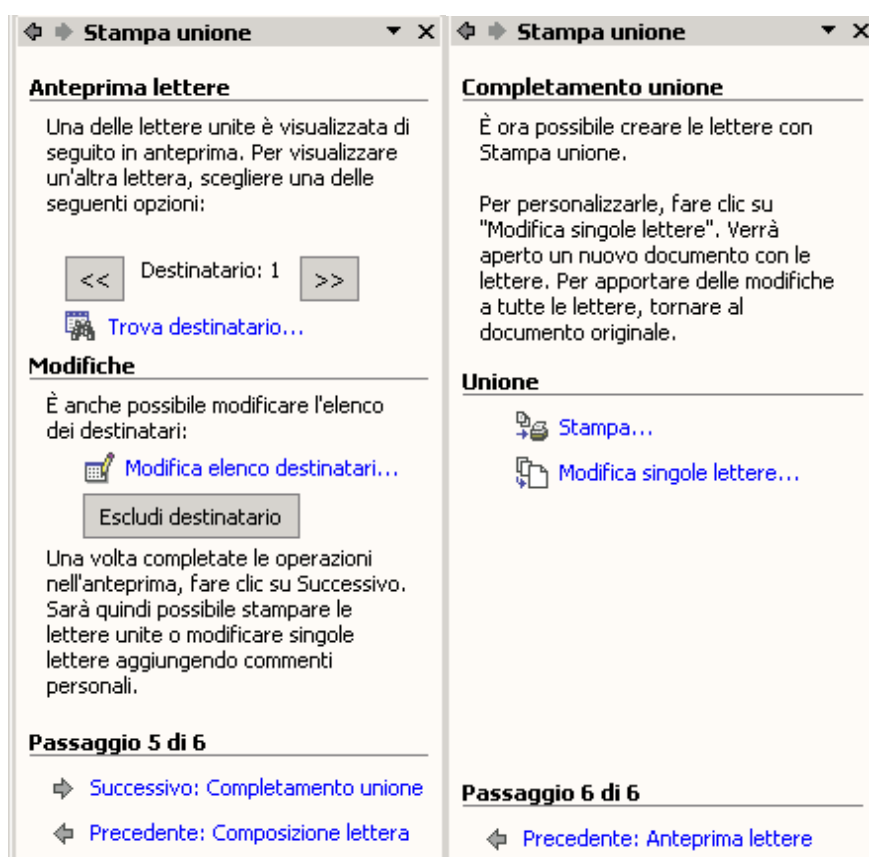 Stampa unione
Anteprima lettere
Una delle lettere unite è visualizzata di
seguito in anteprima. Per visualizzare
un'altra lettera, scegliere una delle
seguenti opzioni:
<< Destinatario: 1 >>
Trova destinatario...
Modifiche
È anche possibile modificare l'elenco
dei destinatari:
Modifica elenco destinatari...
Escludi destinatario
Una volta completate le operazioni
nell'anteprima, fare clic su Successivo.
Sarà quindi possibile stampare le
lettere unite o modificare singole
lettere aggiungendo commenti
personali.
Passaggio 5 di 6
Successivo: Completamento unione
Precedente: Composizione lettera
Stampa unione
Completamento unione
È ora possibile creare le lettere con
Stampa unione.
Per personalizzarle, fare clic su
"Modifica singole lettere". Verrà
aperto un nuovo documento con le
lettere. Per apportare delle modifiche
a tutte le lettere, tornare al
documento originale.
Unione
Stampa...
Modifica singole lettere...
Passaggio 6 di 6
Precedente: Anteprima lettere